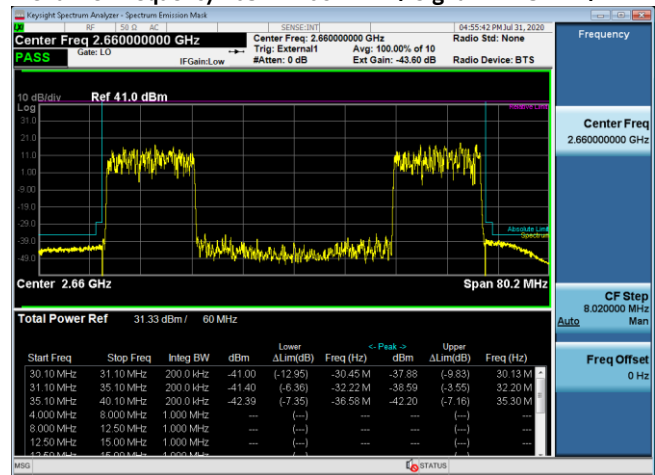 Keysight Spectrum Analyzer - Spectrum Emission Mask
RF 50 Ω AC SENSE:INT 04:55:42 PM Jul 31, 2020
Center Freq 2.660000000 GHz Center Freq: 2.660000000 GHz Radio Std: None
Gate: LO Trig: External1 Avg: 100.00% of 10
PASS IFGain:Low #Atten: 0 dB Ext Gain: -43.60 dB Radio Device: BTS
Frequency
10 dB/div Ref 41.0 dBm
Log
Relative Limit
31.0
21.0
11.0
1.00
-9.00
-19.0
-29.0
Absolute Limit
Spectrum
-39.0
-49.0
Center 2.66 GHz Span 80.2 MHz
Center Freq
2.660000000 GHz
CF Step
8.020000 MHz
Auto Man
Freq Offset
0 Hz
Total Power Ref 31.33 dBm / 60 MHz
Lower <- Peak -> Upper
Start Freq Stop Freq Integ BW dBm ΔLim(dB) Freq (Hz) dBm ΔLim(dB) Freq (Hz)
30.10 MHz 31.10 MHz 200.0 kHz -41.00 (-12.95) -30.45 M -37.88 (-9.83) 30.13 M
31.10 MHz 35.10 MHz 200.0 kHz -41.40 (-6.36) -32.22 M -38.59 (-3.55) 32.20 M
35.10 MHz 40.10 MHz 200.0 kHz -42.39 (-7.35) -36.58 M -42.20 (-7.16) 35.30 M
4.000 MHz 8.000 MHz 1.000 MHz --- (---) --- --- (---) ---
8.000 MHz 12.50 MHz 1.000 MHz --- (---) --- --- (---) ---
12.50 MHz 15.00 MHz 1.000 MHz --- (---) --- --- (---) ---
MSG STATUS